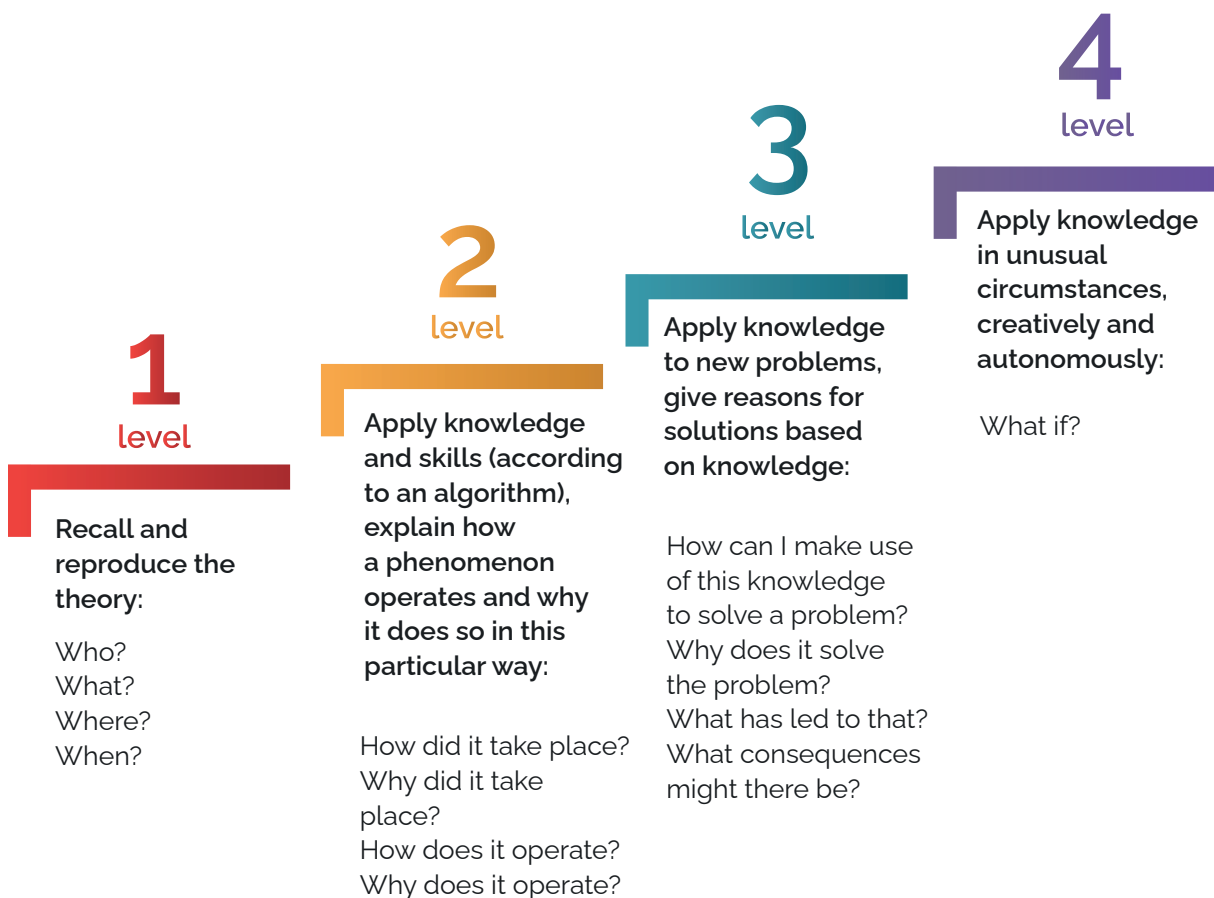 1
level
Recall and
reproduce the
theory:
Who?
What?
Where?
When?
2
level
Apply knowledge
and skills (according
to an algorithm),
explain how
a phenomenon
operates and why
it does so in this
particular way:
How did it take place?
Why did it take
place?
How does it operate?
Why does it operate?
3
level
Apply knowledge
to new problems,
give reasons for
solutions based
on knowledge:
How can I make use
of this knowledge
to solve a problem?
Why does it solve
the problem?
What has led to that?
What consequences
might there be?
4
level
Apply knowledge
in unusual
circumstances,
creatively and
autonomously:
What if?